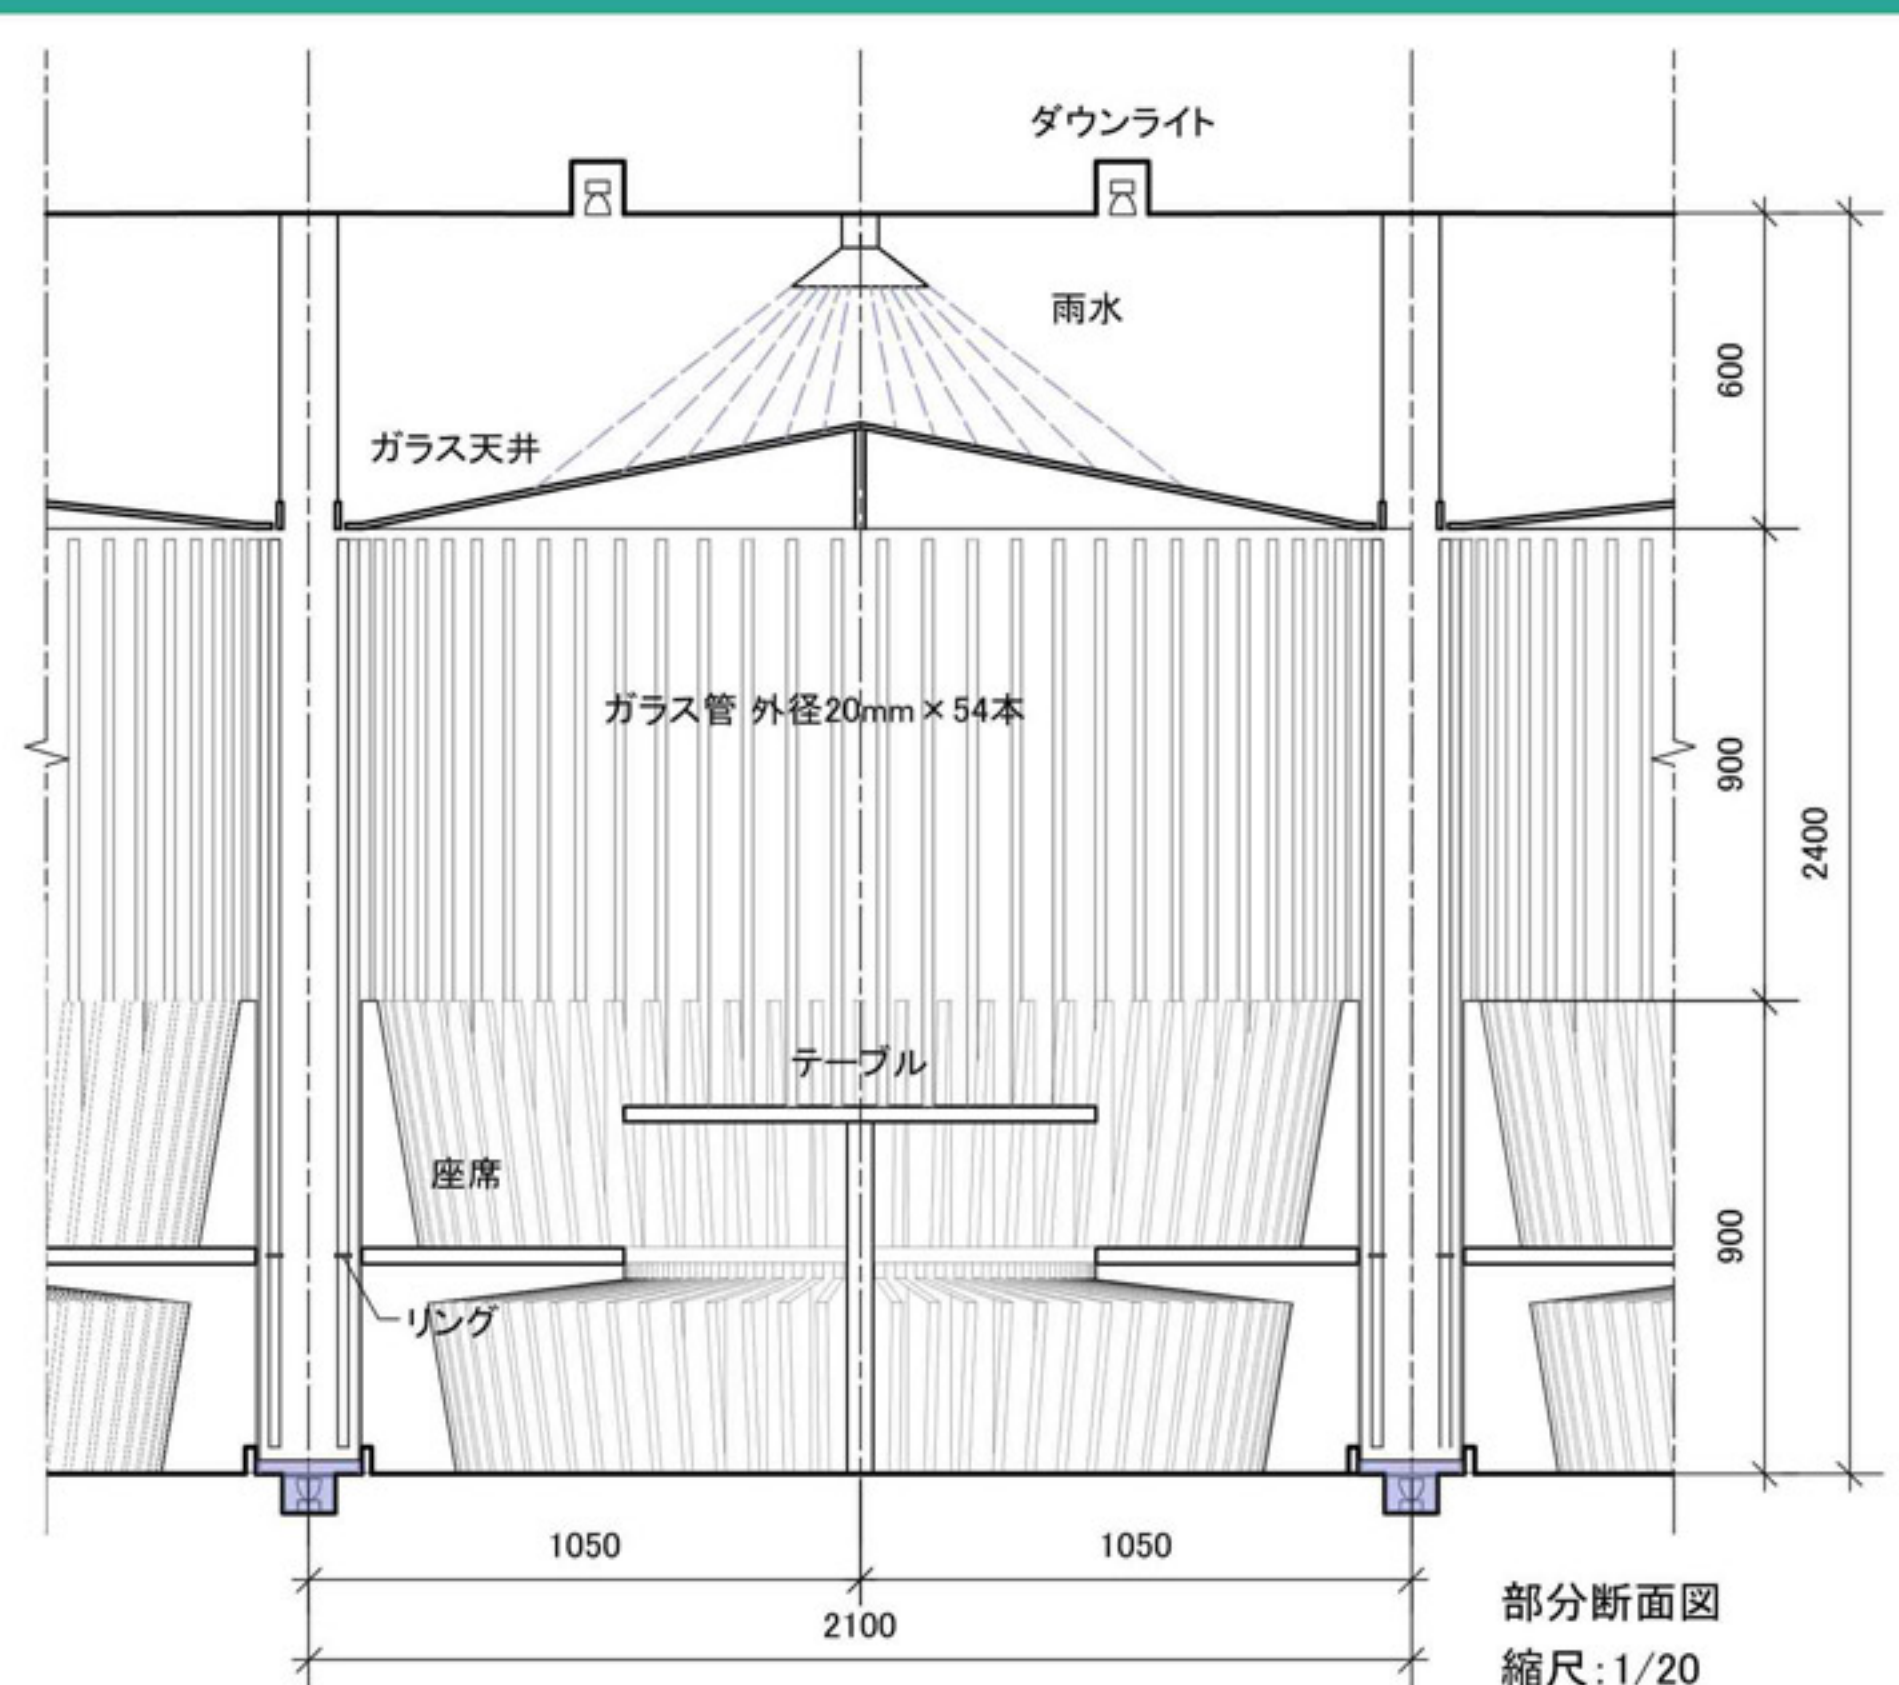 ダウンライト
雨水
600
ガラス天井
ガラス管 外径20mm×54本
900
2400
テーブル
座席
900
リング
1050
1050
2100
部分断面図
縮尺:1/20